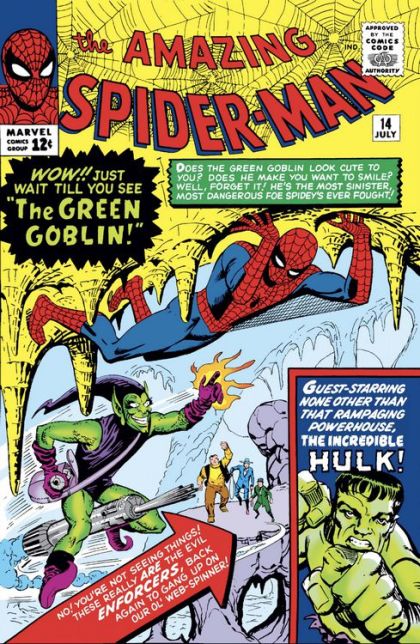 the AMAZING
SPIDER-MAN
IND.
APPROVED
BY THE
COMICS
CODE
AUTHORITY
MARVEL
COMICS
GROUP 12¢
14
JULY
WOW!! JUST
WAIT TILL YOU SEE
"The GREEN
GOBLIN!"
DOES THE GREEN GOBLIN LOOK CUTE TO
YOU? DOES HE MAKE YOU WANT TO SMILE?
WELL, FORGET IT! HE'S THE MOST SINISTER,
MOST DANGEROUS FOE SPIDEY'S EVER FOUGHT!
GUEST-STARRING
NONE OTHER THAN
THAT RAMPAGING
POWERHOUSE,
THE INCREDIBLE
HULK!
NO! YOU'RE NOT SEEING THINGS!
THESE REALLY ARE THE EVIL
ENFORCERS, BACK
AGAIN TO GANG UP ON
OUR OL' WEB-SPINNER!